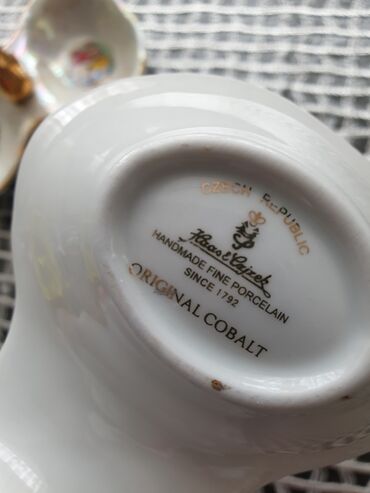 CZECH REPUBLIC
Haas & Czjzek
HANDMADE FINE PORCELAIN
SINCE 1792
ORIGINAL COBALT